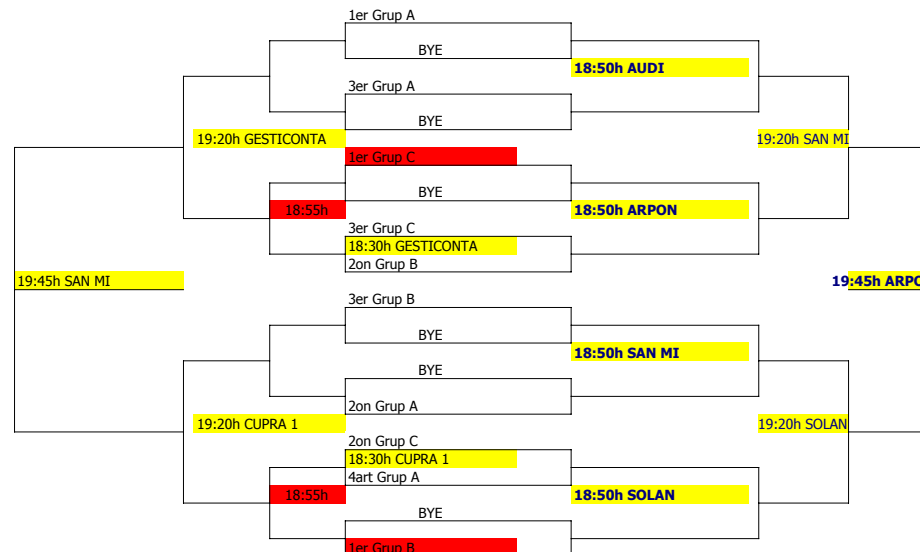 1er Grup A
BYE
18:50h AUDI
3er Grup A
BYE
19:20h GESTICONTA
19:20h SAN MI
1er Grup C
BYE
18:55h
18:50h ARPON
3er Grup C
18:30h GESTICONTA
2on Grup B
19:45h SAN MI
19:45h ARPO
3er Grup B
BYE
18:50h SAN MI
BYE
2on Grup A
19:20h CUPRA 1
19:20h SOLAN
2on Grup C
18:30h CUPRA 1
4art Grup A
18:55h
18:50h SOLAN
BYE
1er Grup B